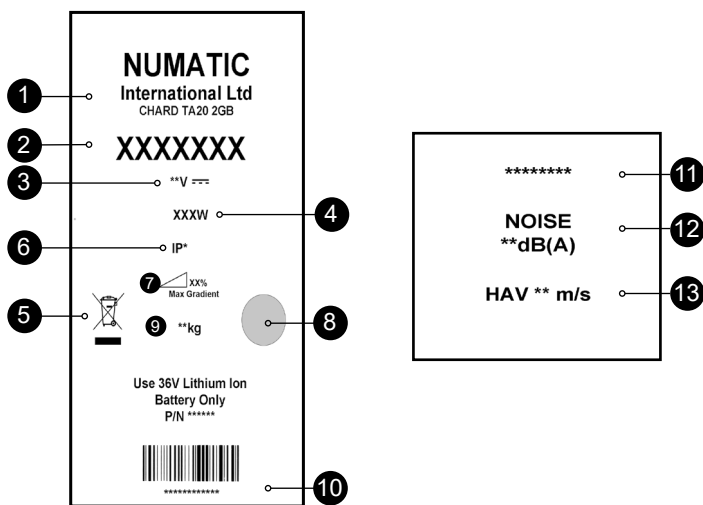 NUMATIC
International Ltd
CHARD TA20 2GB
XXXXXXX
**V
XXXW
IP*
XX%
Max Gradient
**kg
Use 36V Lithium Ion
Battery Only
P/N ******
************
1
2
3
4
6
7
5
9
8
10
********
NOISE
**dB(A)
HAV ** m/s
11
12
13